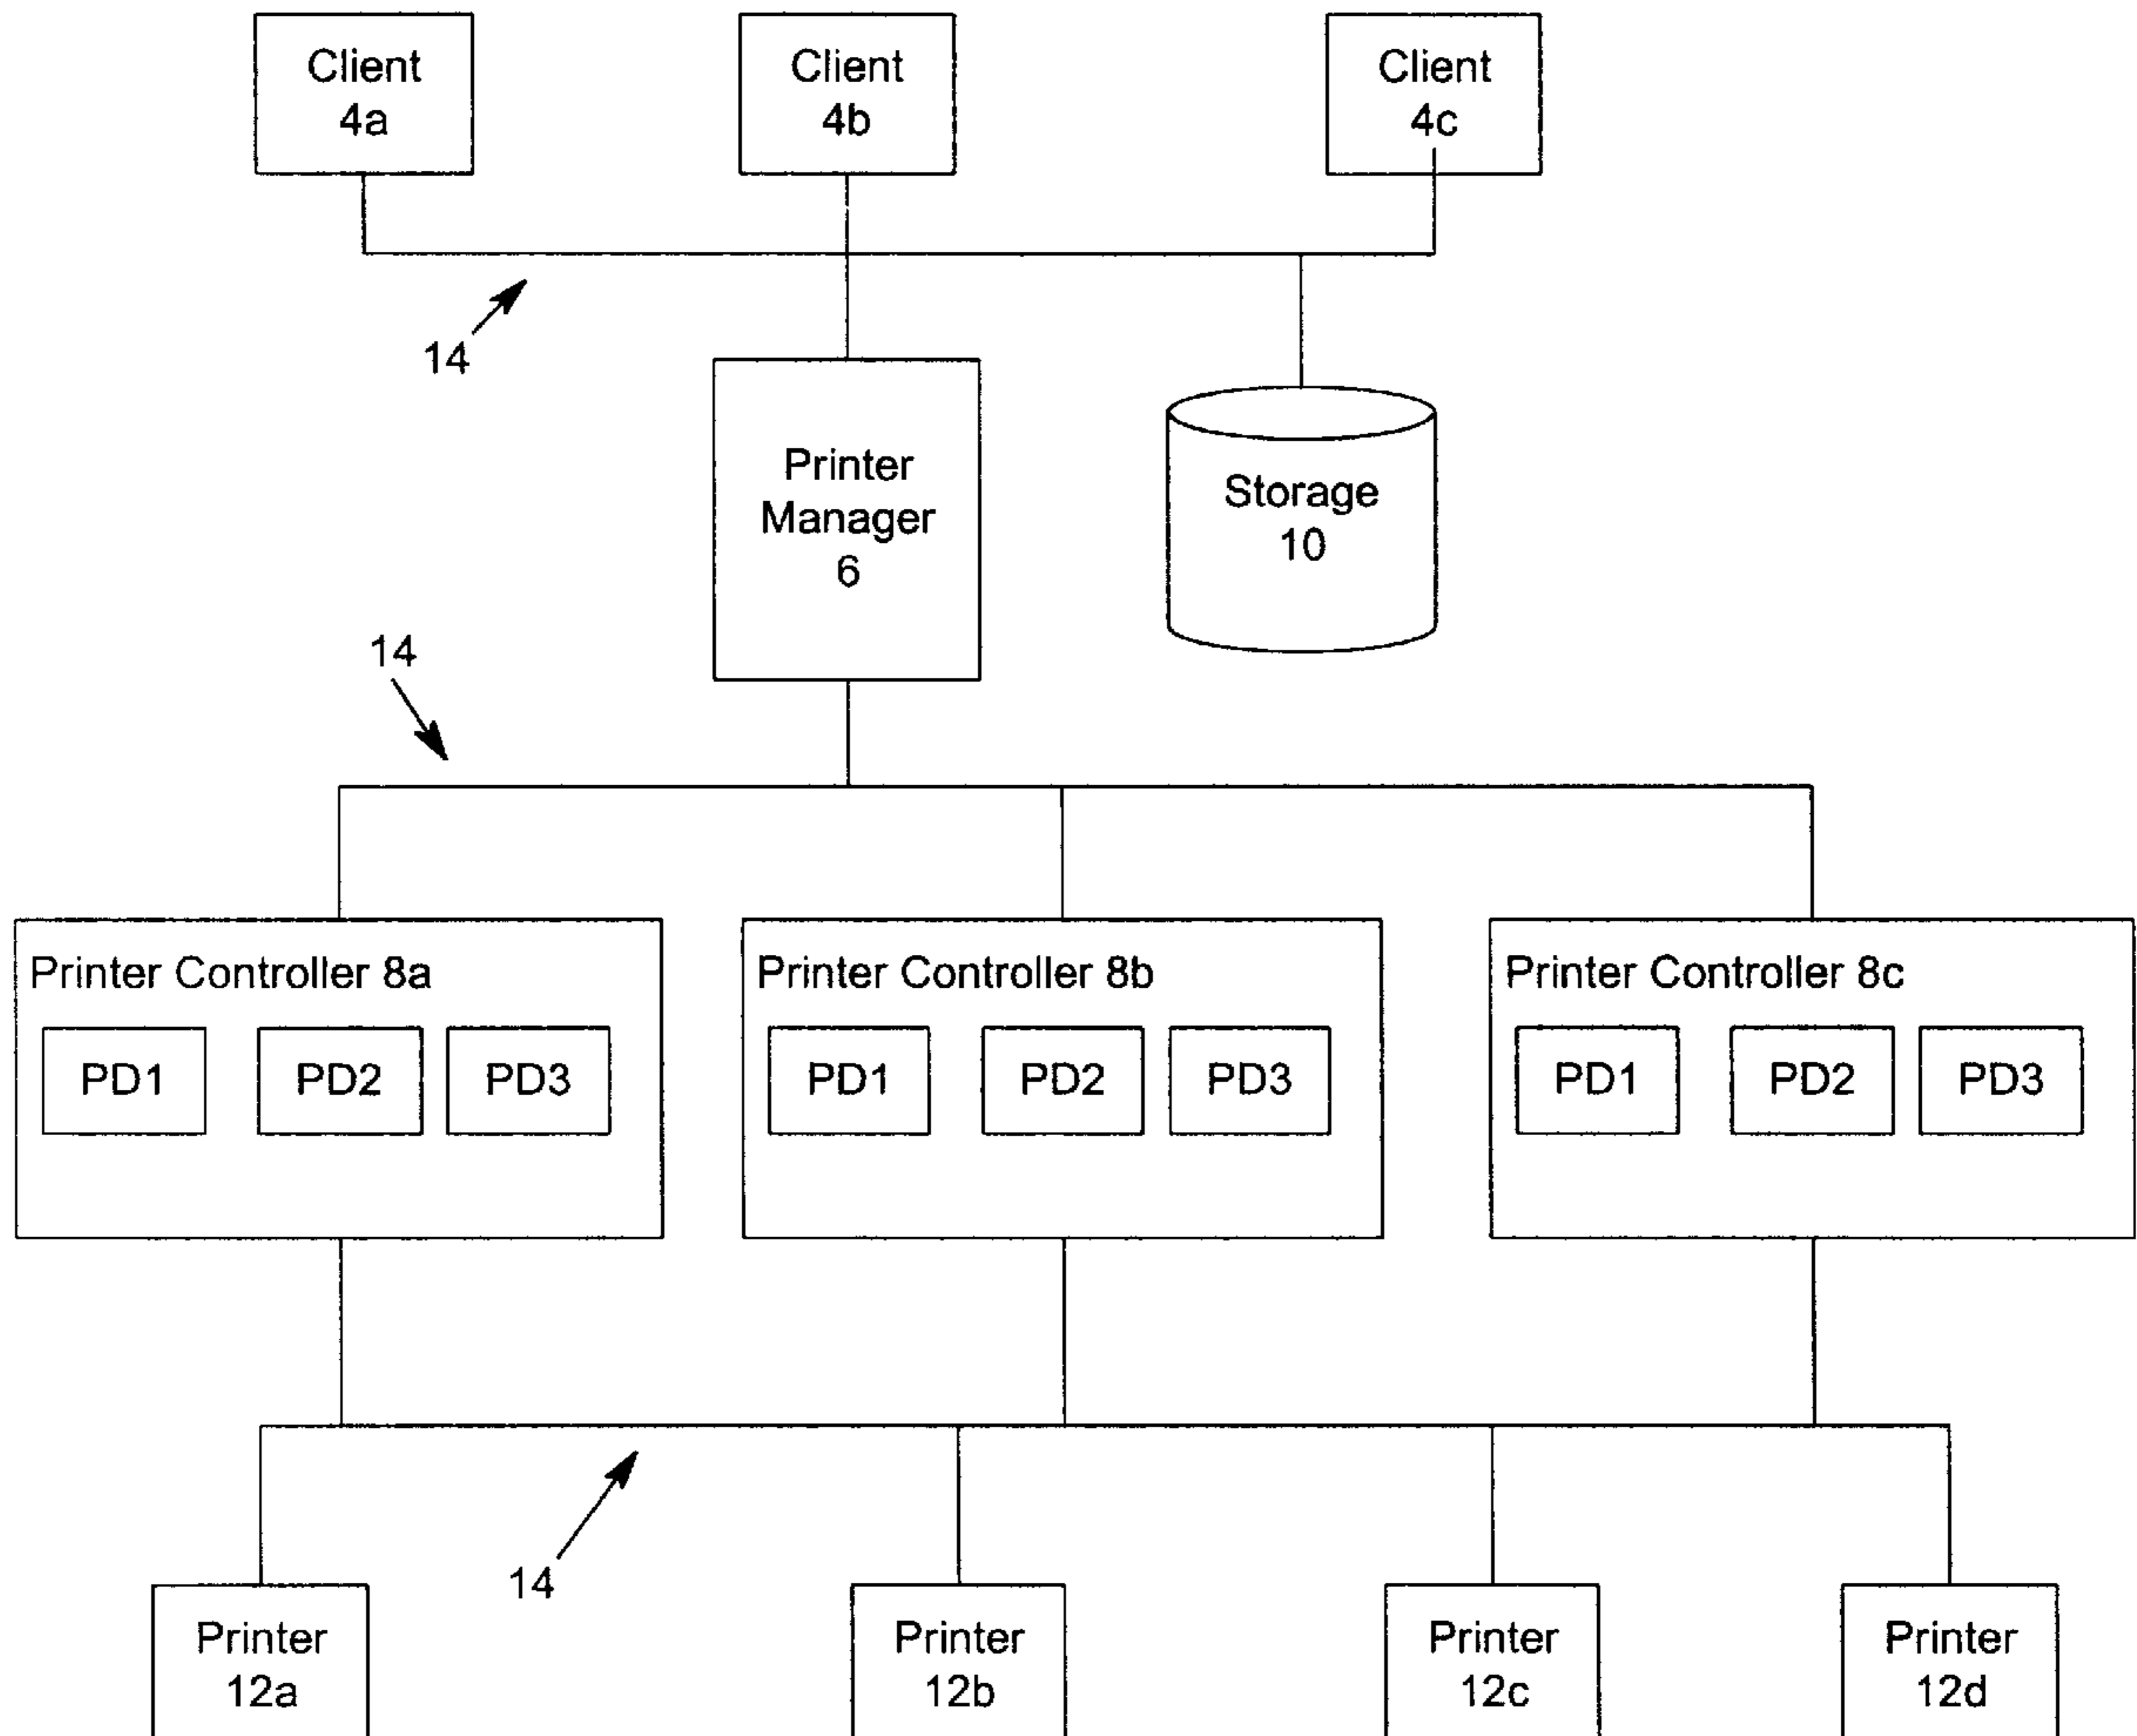 Client
4a
Client
4b
Client
4c
14
Printer
Manager
6
Storage
10
14
Printer Controller 8a
PD1
PD2
PD3
Printer Controller 8b
PD1
PD2
PD3
Printer Controller 8c
PD1
PD2
PD3
14
Printer
12a
Printer
12b
Printer
12c
Printer
12d